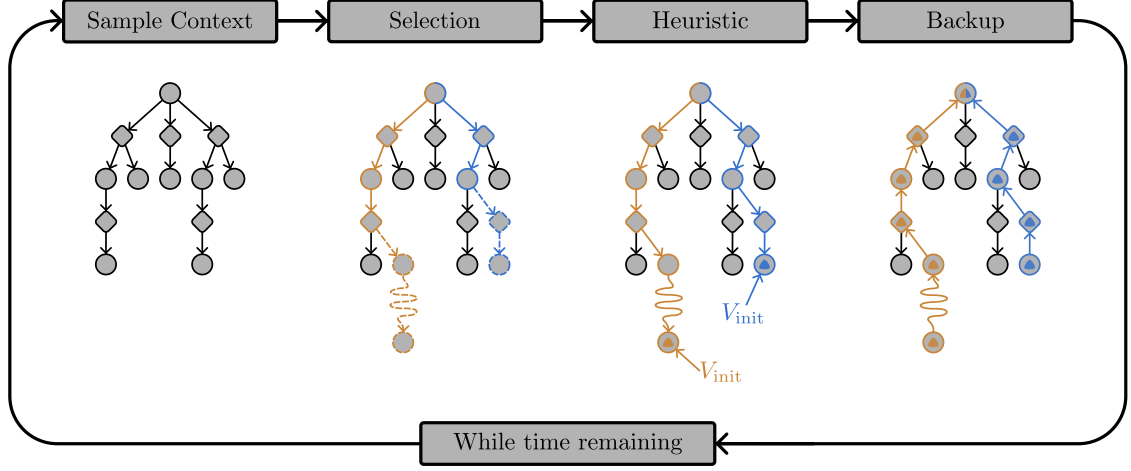 Sample Context
Selection
Heuristic
Backup
V_init
V_init
While time remaining